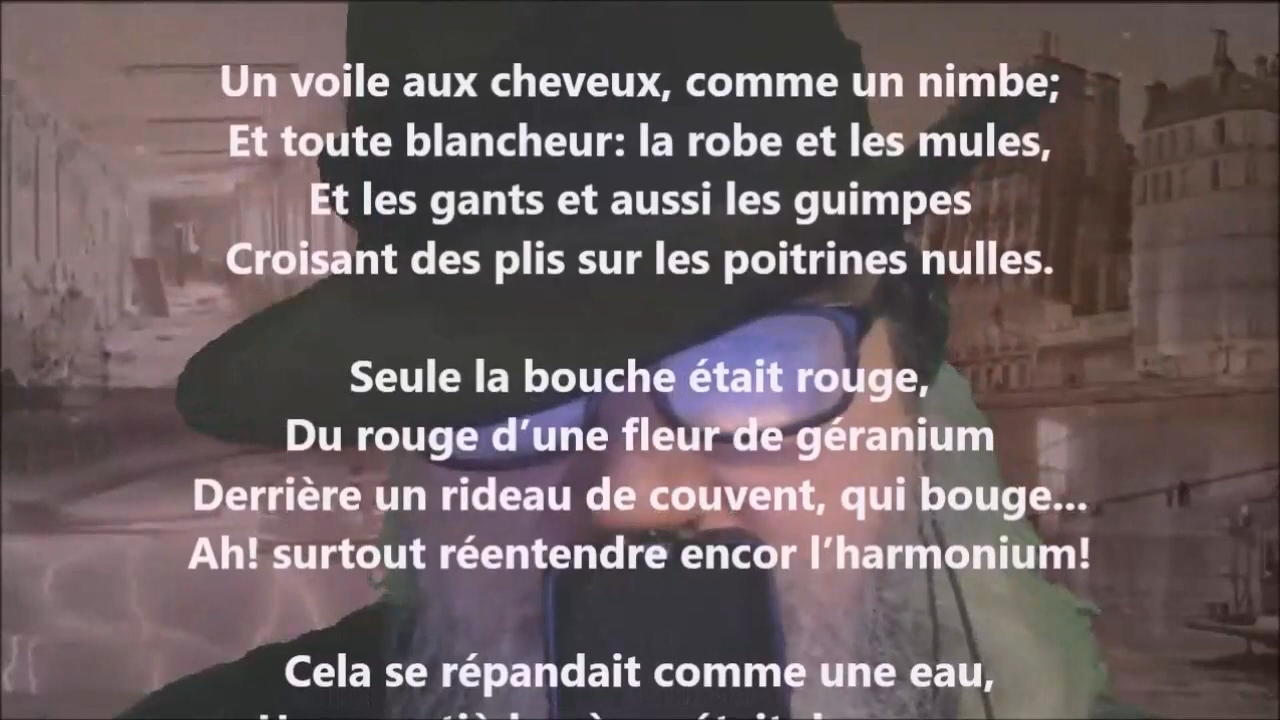 Un voile aux cheveux, comme un nimbe;
Et toute blancheur: la robe et les mules,
Et les gants et aussi les guimpes
Croisant des plis sur les poitrines nulles.
Seule la bouche était rouge,
Du rouge d’une fleur de géranium
Derrière un rideau de couvent, qui bouge...
Ah! surtout réentendre encor l’harmonium!
Cela se répandait comme une eau,